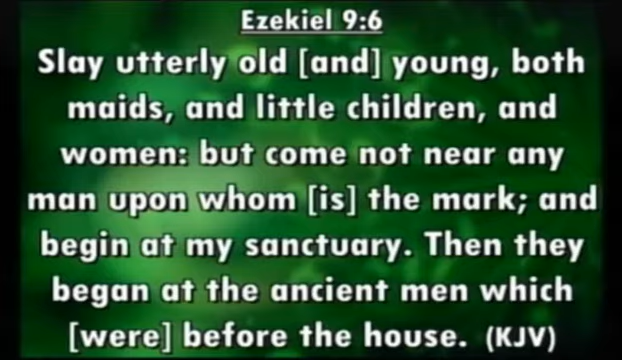 Ezekiel 9:6
Slay utterly old [and] young, both
maids, and little children, and
women: but come not near any
man upon whom [is] the mark; and
begin at my sanctuary. Then they
began at the ancient men which
[were] before the house. (KJV)